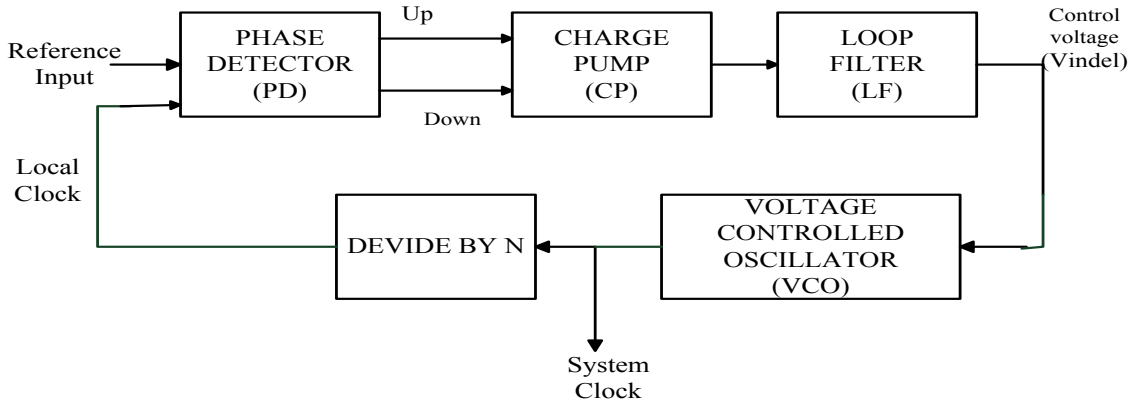 Up
Control
voltage
(Vindel)
Reference
Input
PHASE
DETECTOR
(PD)
CHARGE
PUMP
(CP)
LOOP
FILTER
(LF)
Down
Local
Clock
DEVIDE BY N
VOLTAGE
CONTROLLED
OSCILLATOR
(VCO)
System
Clock